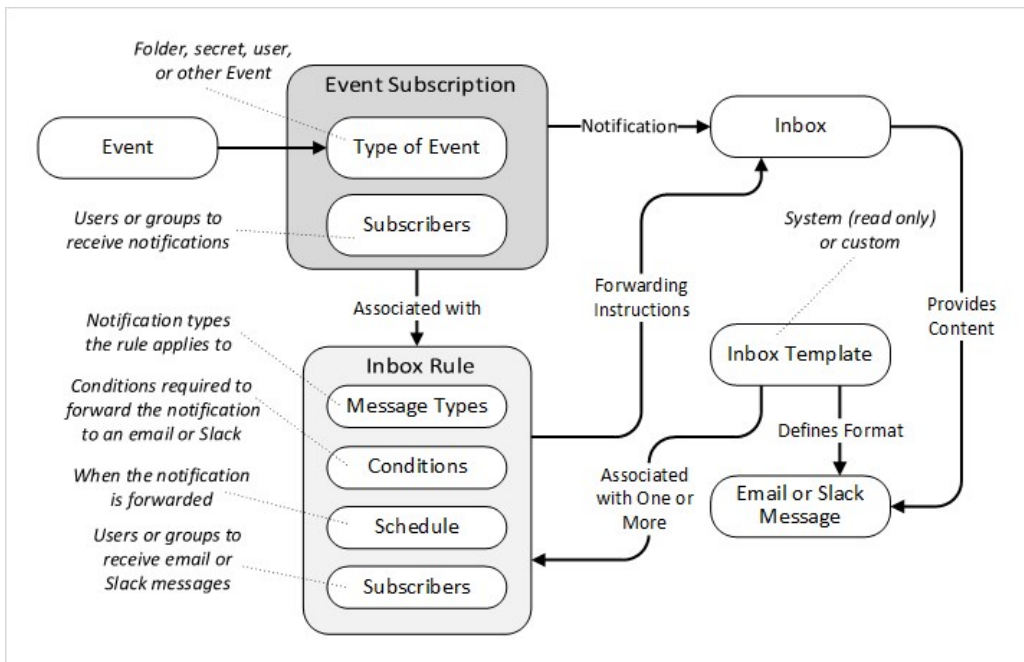 Folder, secret, user,
or other Event
Event Subscription
Event
Type of Event
Notification
Inbox
Users or groups to
receive notifications
Subscribers
System (read only)
or custom
Associated with
Forwarding
Instructions
Provides
Content
Notification types
the rule applies to
Inbox Rule
Message Types
Inbox Template
Conditions required to
forward the notification
to an email or Slack
Conditions
Defines Format
When the notification
is forwarded
Schedule
Associated
with One or
More
Email or Slack
Message
Users or groups to
receive email or
Slack messages
Subscribers